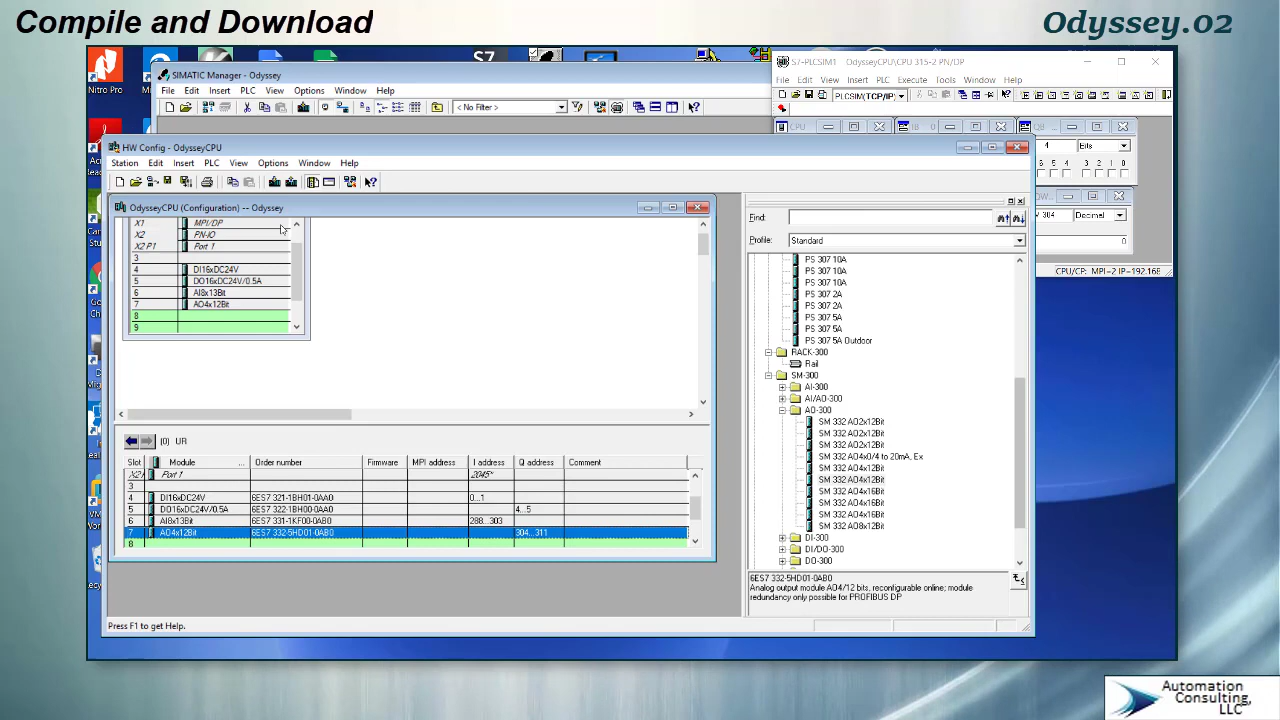 Compile and Download
Odyssey.02
Nitro Pro
S7
SIMATIC Manager - Odyssey
File Edit Insert PLC View Options Window Help
< No Filter >
S7-PLCSIM1 OdysseyCPU\CPU 315-2 PN/DP
File Edit View Insert PLC Execute Tools Window Help
PLCSIM(TCP/IP)
CPU
IB 0
4 Bits
3 2 1 0
304 Decimal
0
CPU/CP: MPI=2 IP=192.168
HW Config - OdysseyCPU
Station Edit Insert PLC View Options Window Help
OdysseyCPU (Configuration) -- Odyssey
X1 MPI/DP
X2 PN-IO
X2 P1 Port 1
3
4 DI16xDC24V
5 DO16xDC24V/0.5A
6 AI8x13Bit
7 AO4x12Bit
8
9
(0) UR
Slot Module ... Order number Firmware MPI address I address Q address Comment
Port 1 2045*
3
4 DI16xDC24V 6ES7 321-1BH01-0AA0 0...1
5 DO16xDC24V/0.5A 6ES7 322-1BH00-0AA0 4...5
6 AI8x13Bit 6ES7 331-1KF00-0AB0 288...303
7 AO4x12Bit 6ES7 332-5HD01-0AB0 304...311
8
Find:
Profile: Standard
PS 307 10A
PS 307 10A
PS 307 10A
PS 307 2A
PS 307 2A
PS 307 5A
PS 307 5A
PS 307 5A Outdoor
RACK-300
Rail
SM-300
AI-300
AI/AO-300
AO-300
SM 332 AO2x12Bit
SM 332 AO2x12Bit
SM 332 AO2x12Bit
SM 332 AO4x0/4 to 20mA, Ex
SM 332 AO4x12Bit
SM 332 AO4x12Bit
SM 332 AO4x16Bit
SM 332 AO4x16Bit
SM 332 AO4x16Bit
SM 332 AO8x12Bit
DI-300
DI/DO-300
DO-300
6ES7 332-5HD01-0AB0
Analog output module AO4/12 bits, reconfigurable online; module
redundancy only possible for PROFIBUS DP
Press F1 to get Help.
Automation
Consulting,
LLC